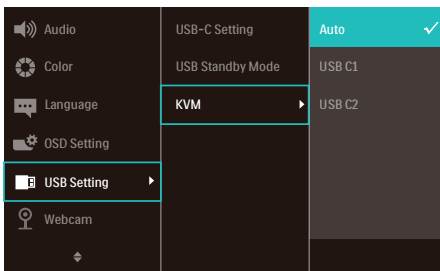 Audio
Color
Language
OSD Setting
USB Setting
Webcam
USB-C Setting
USB Standby Mode
KVM
Auto
USB C1
USB C2